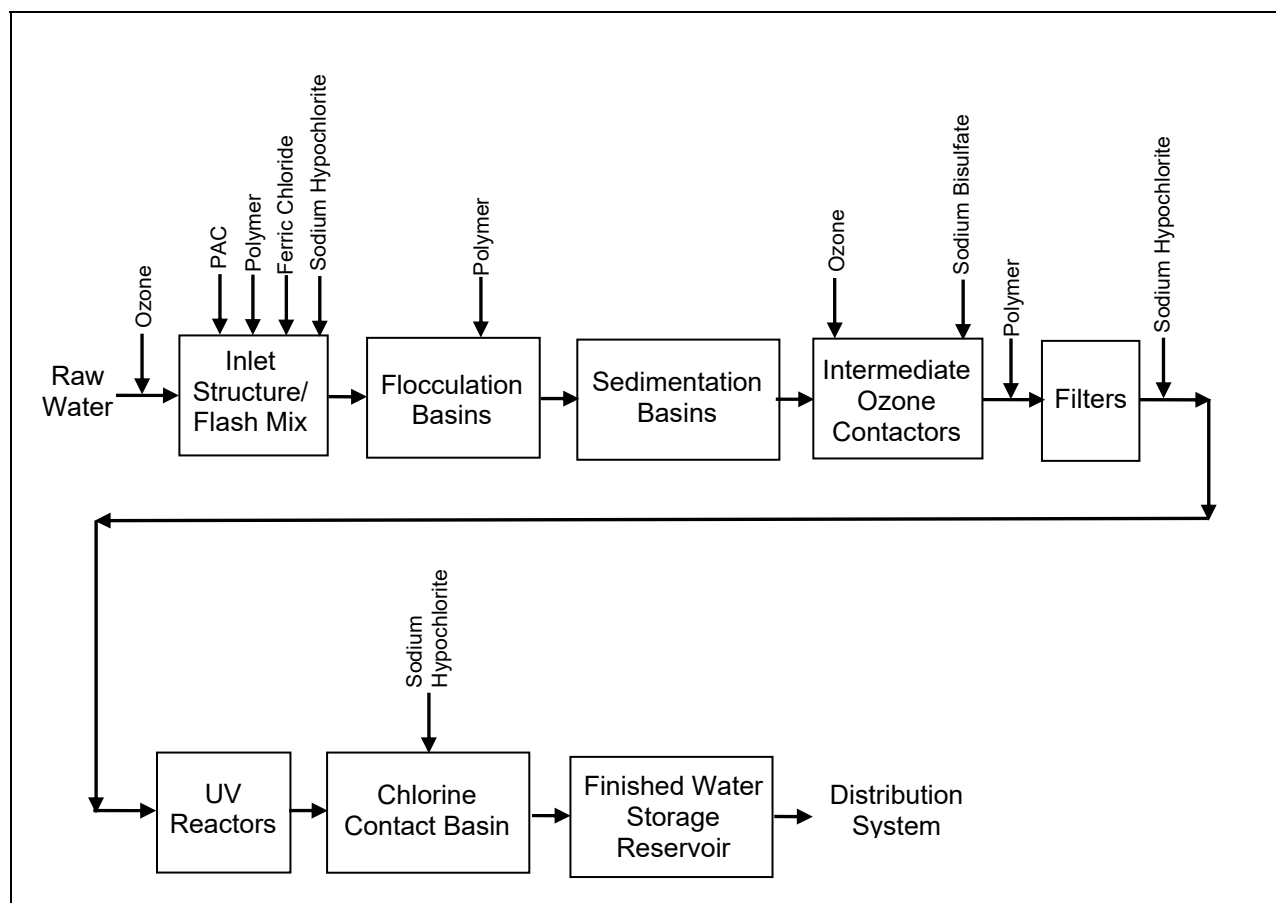 Ozone
PAC
Polymer
Ferric Chloride
Sodium Hypochlorite
Polymer
Ozone
Sodium Bisulfate
Polymer
Sodium Hypochlorite
Raw
Water
Inlet
Structure/
Flash Mix
Flocculation
Basins
Sedimentation
Basins
Intermediate
Ozone
Contactors
Filters
Sodium
Hypochlorite
UV
Reactors
Chlorine
Contact Basin
Finished Water
Storage
Reservoir
Distribution
System